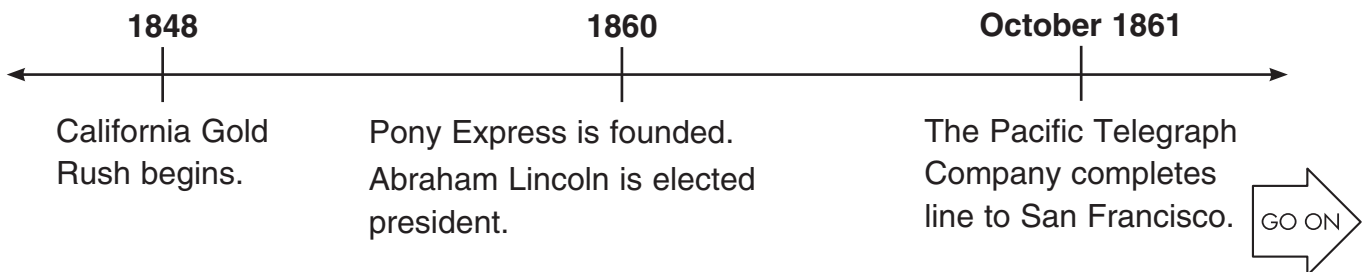 1848
1860
October 1861
California Gold
Rush begins.
Pony Express is founded.
Abraham Lincoln is elected
president.
The Pacific Telegraph
Company completes
line to San Francisco.
GO ON